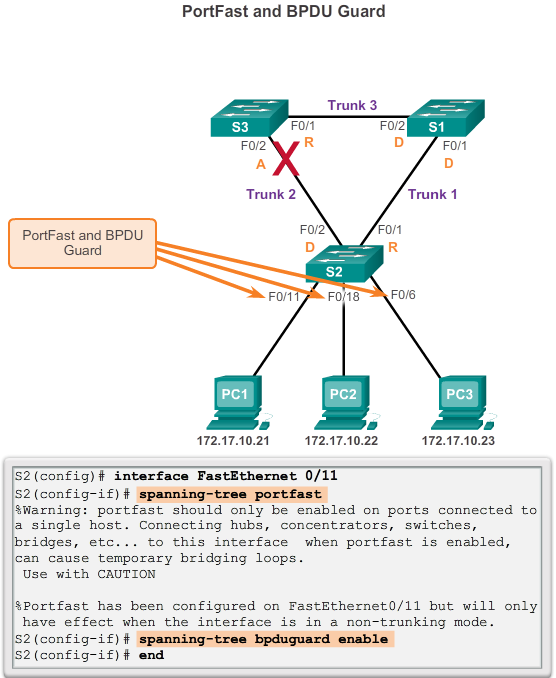 PortFast and BPDU Guard
Trunk 3
S3
S1
F0/1
F0/2
F0/2
R
D
F0/1
A
D
Trunk 2
Trunk 1
PortFast and BPDU
Guard
F0/2
F0/1
D
R
S2
F0/11
F0/18
F0/6
PC1
PC2
PC3
172.17.10.21
172.17.10.22
172.17.10.23
S2(config)# interface FastEthernet 0/11
S2(config-if)# spanning-tree portfast
%Warning: portfast should only be enabled on ports connected to
a single host. Connecting hubs, concentrators, switches,
bridges, etc... to this interface  when portfast is enabled,
can cause temporary bridging loops.
 Use with CAUTION
%Portfast has been configured on FastEthernet0/11 but will only
 have effect when the interface is in a non-trunking mode.
S2(config-if)# spanning-tree bpduguard enable
S2(config-if)# end